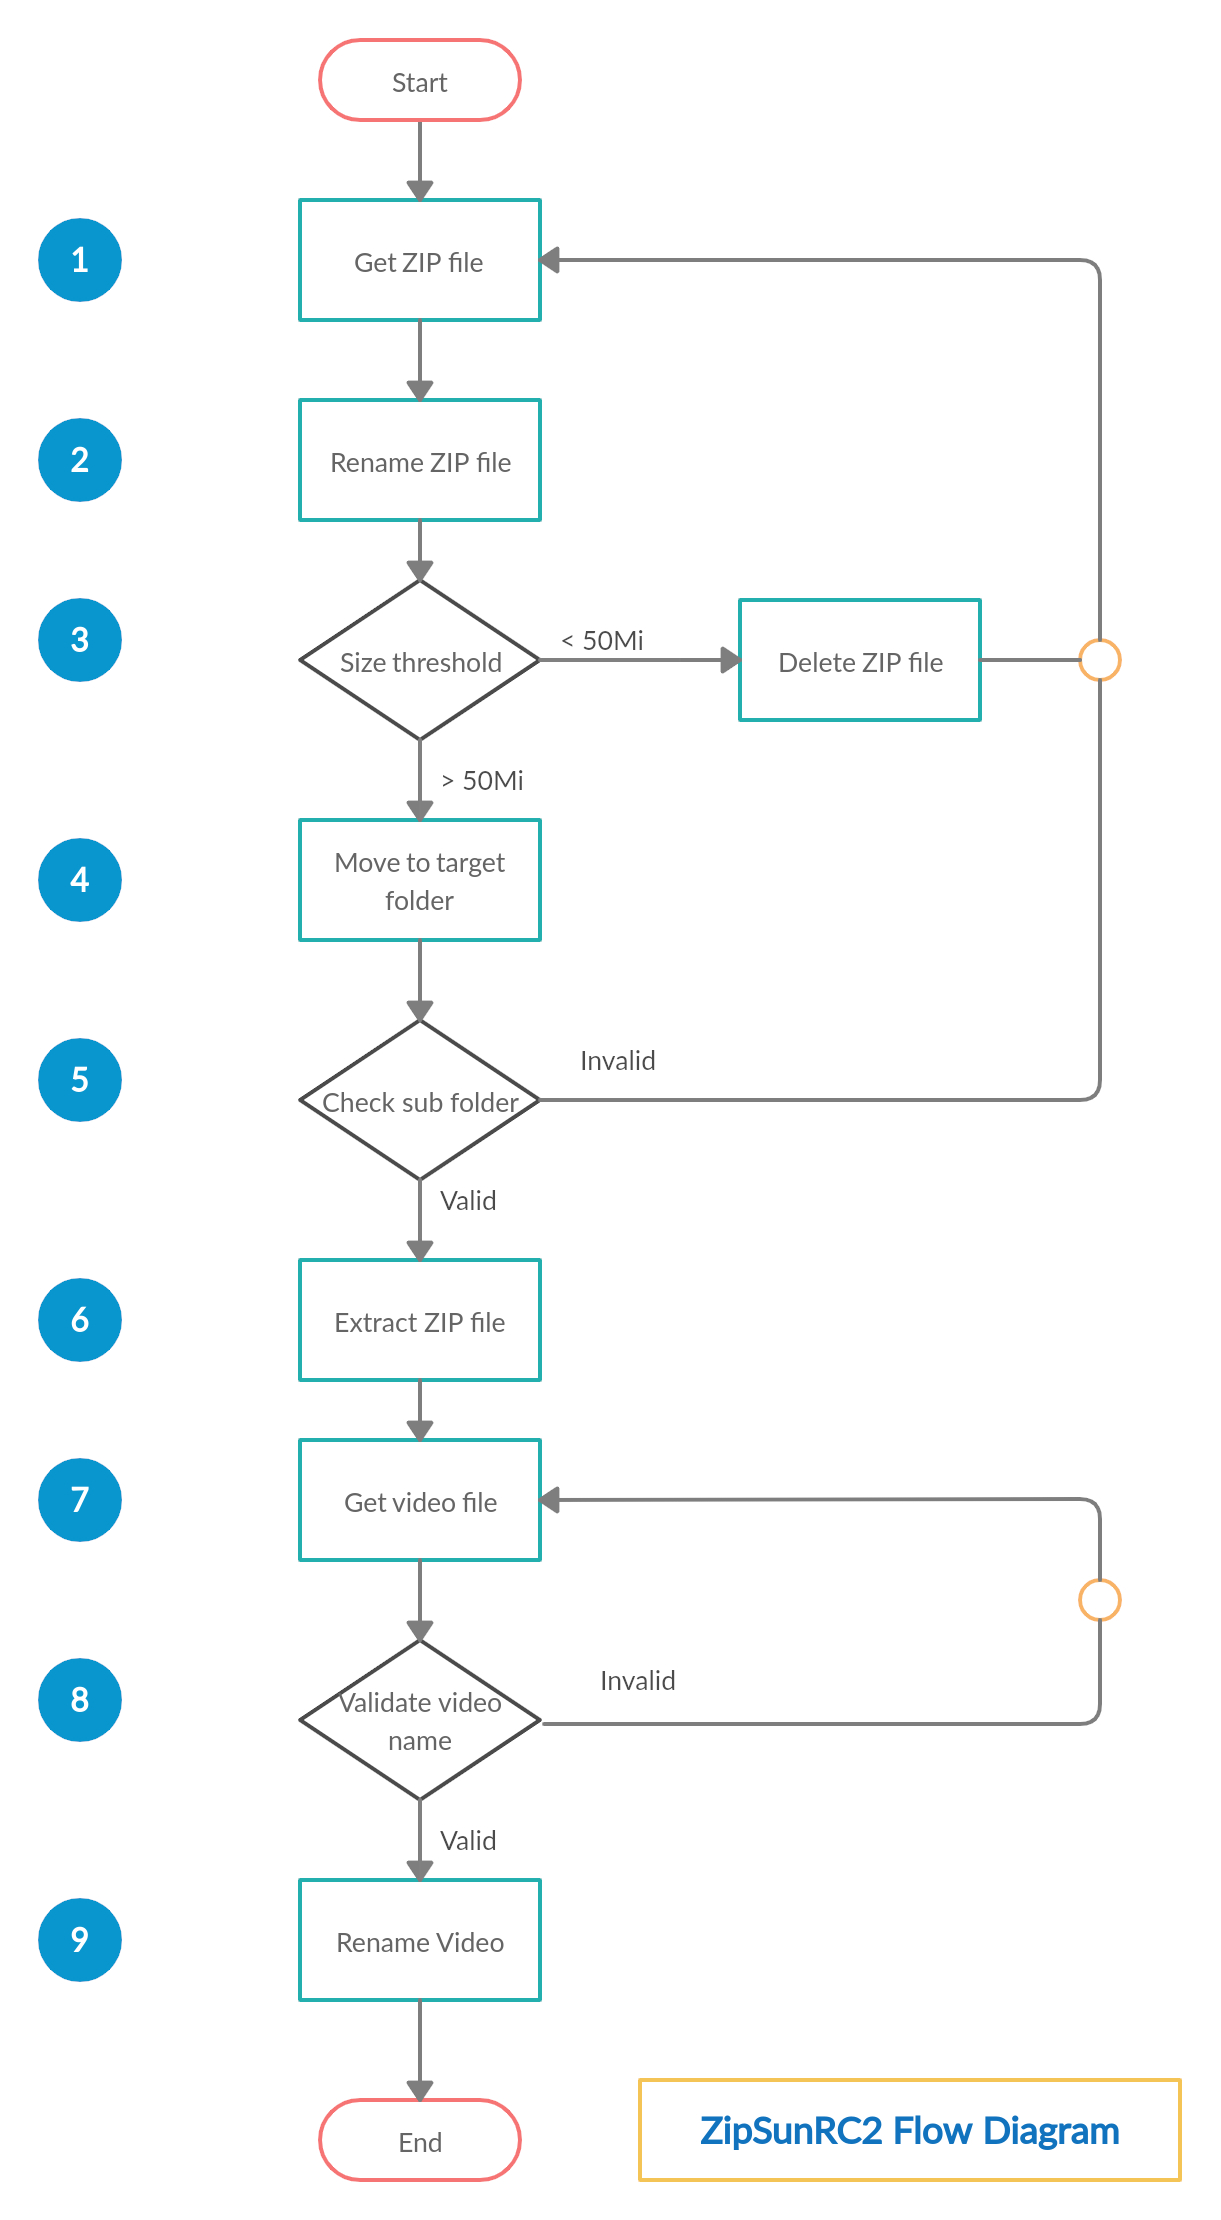 Start
1
Get ZIP file
2
Rename ZIP file
3
Size threshold
< 50Mi
Delete ZIP file
> 50Mi
4
Move to target
folder
5
Check sub folder
Invalid
Valid
6
Extract ZIP file
7
Get video file
8
Validate video
name
Invalid
Valid
9
Rename Video
End
ZipSunRC2 Flow Diagram